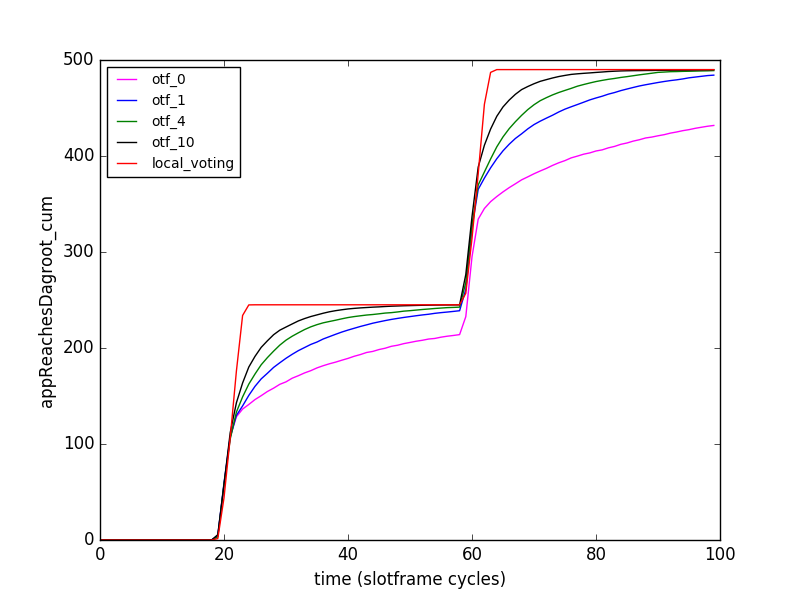 500
400
300
200
100
0
appReachesDagroot_cum
otf_0
otf_1
otf_4
otf_10
local_voting
0 20 40 60 80 100
time (slotframe cycles)